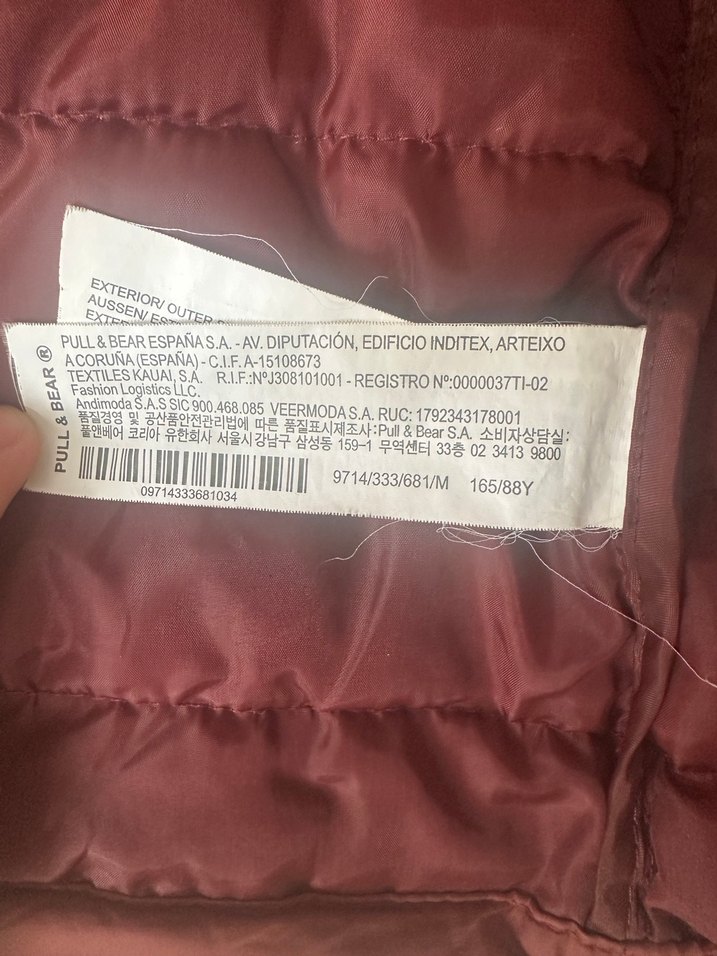 EXTERIOR/ OUTER
AUSSEN/
PULL & BEAR ®
PULL & BEAR ESPAÑA S.A. - AV. DIPUTACIÓN, EDIFICIO INDITEX, ARTEIXO
A CORUÑA (ESPAÑA) - C.I.F. A-15108673
TEXTILES KAUAI, S.A. R.I.F.:NºJ308101001 - REGISTRO Nº:0000037TI-02
Fashion Logistics LLC.
Andimoda S.A.S SIC 900.468.085 VEERMODA S.A. RUC: 1792343178001
품질경영 및 공산품안전관리법에 따른 품질표시제조사:Pull & Bear S.A. 소비자상담실:
풀앤베어 코리아 유한회사 서울시강남구 삼성동 159-1 무역센터 33층 02 3413 9800
09714333681034
9714/333/681/M 165/88Y